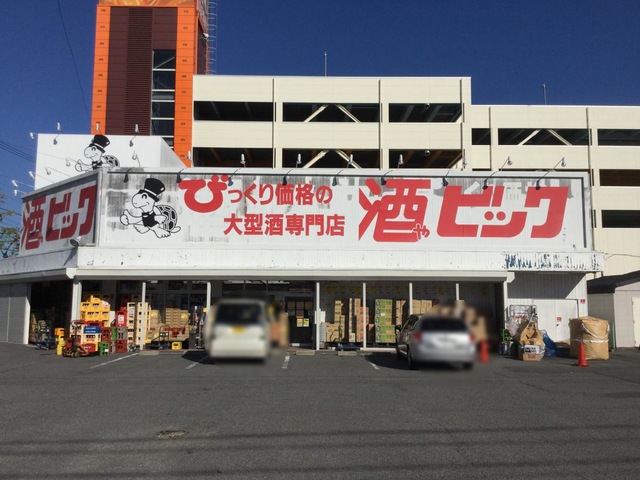 酒ビック
びっくり価格の
大型酒専門店
酒やビック